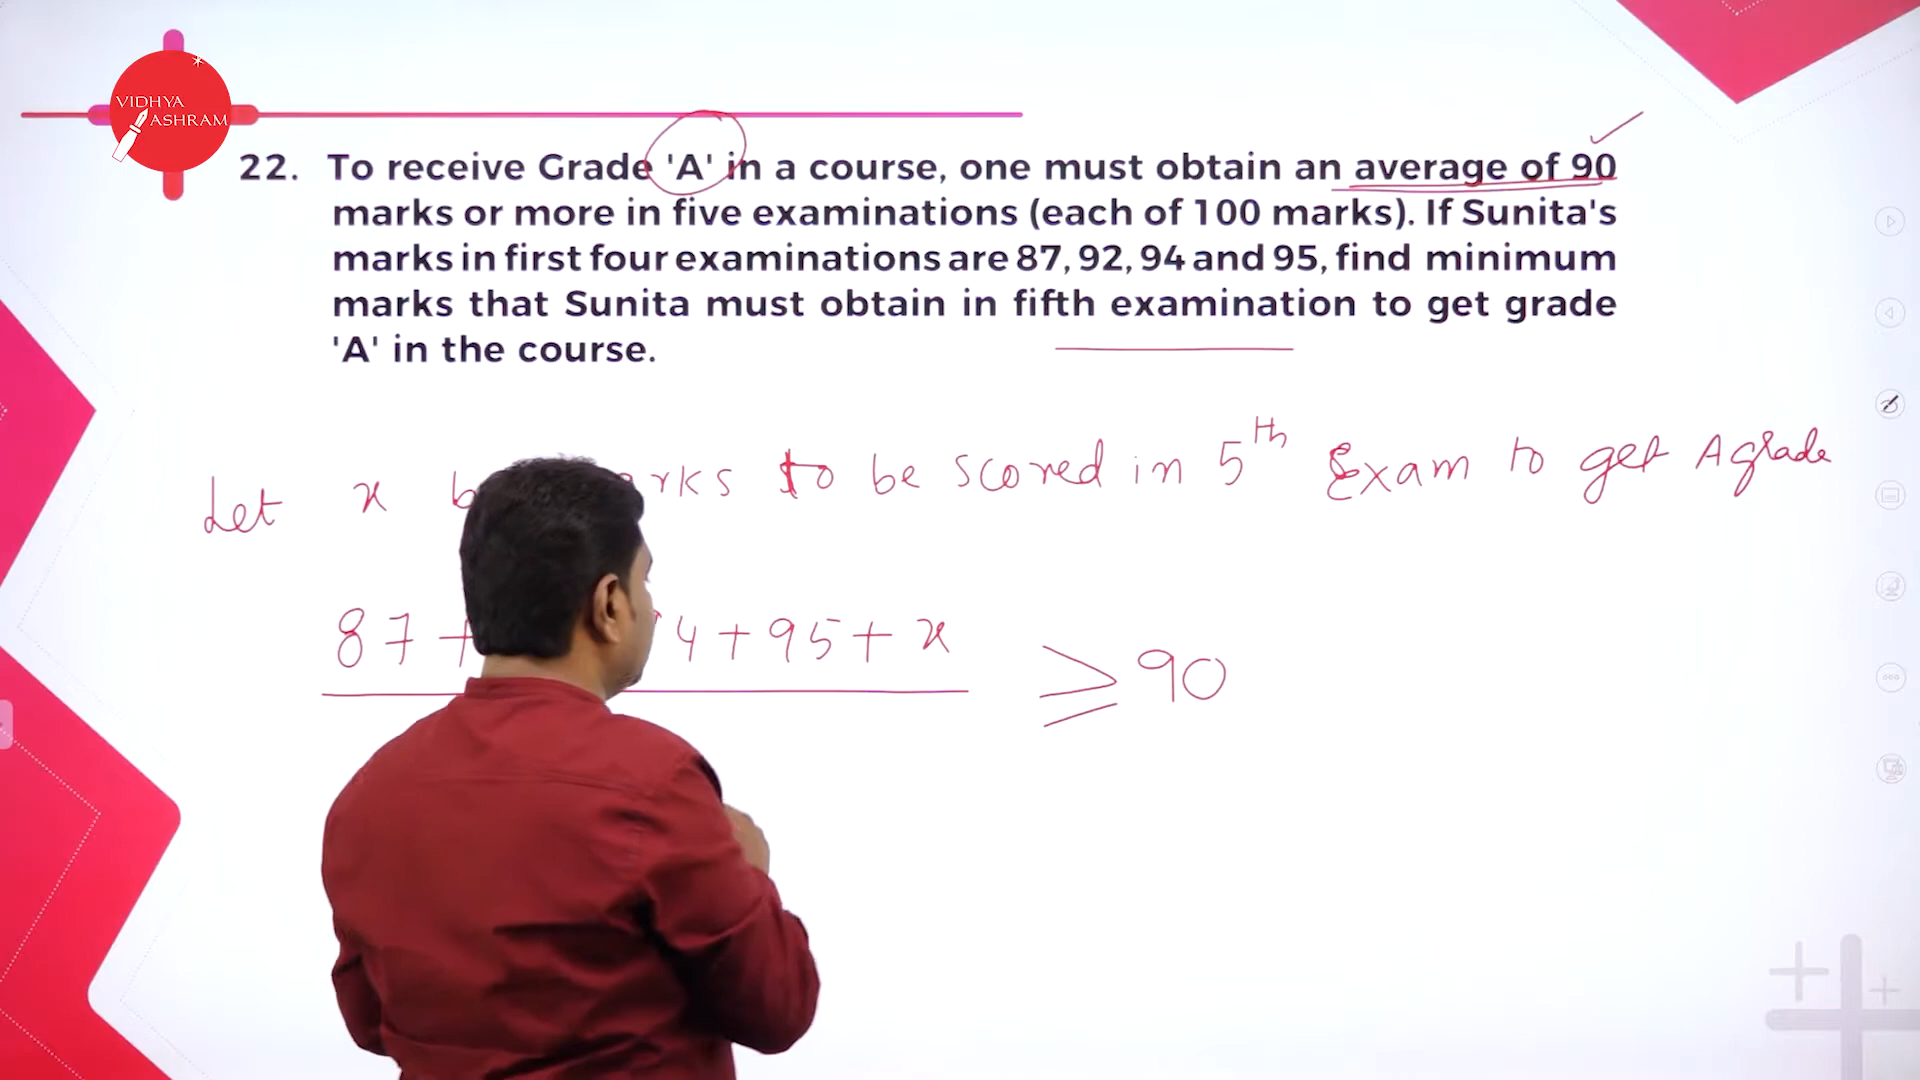 VIDHYA
ASHRAM
22. To receive Grade 'A' in a course, one must obtain an average of 90
marks or more in five examinations (each of 100 marks). If Sunita's
marks in first four examinations are 87, 92, 94 and 95, find minimum
marks that Sunita must obtain in fifth examination to get grade
'A' in the course.
Let x to be scored in 5th Exam to get A grade
87 + 4 + 95 + x ≥ 90